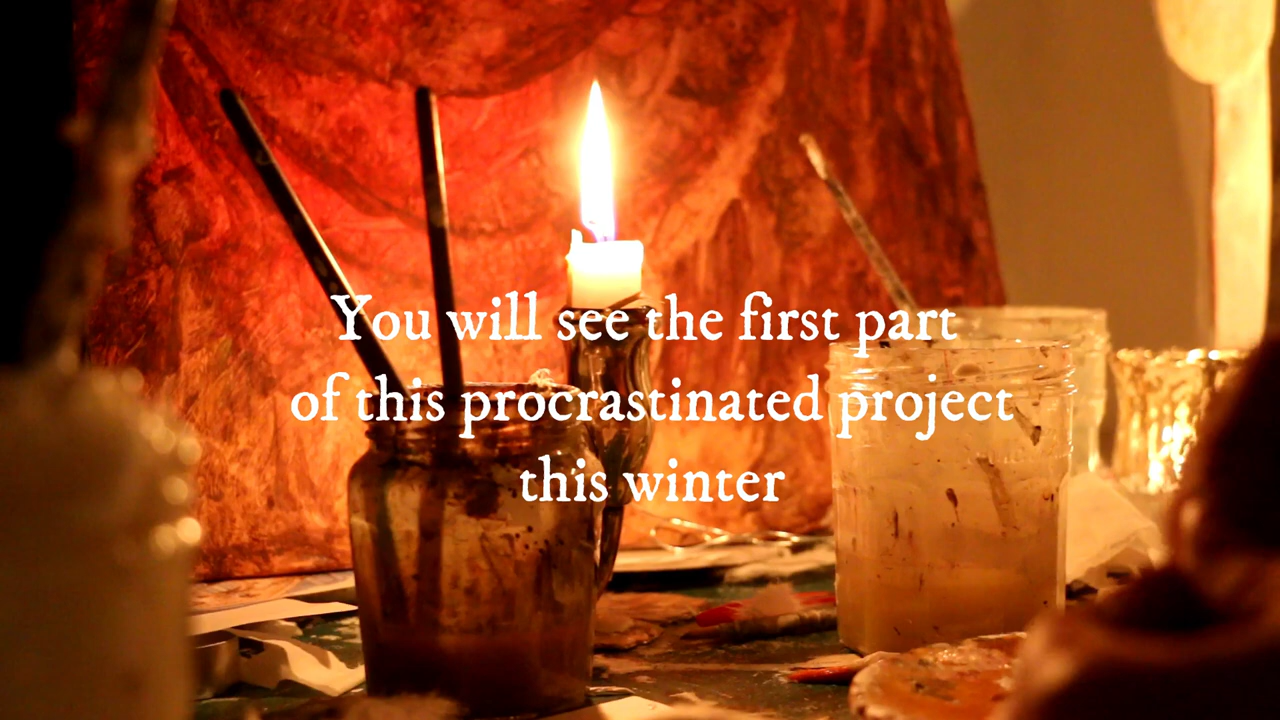 You will see the first part
of this procrastinated project
this winter